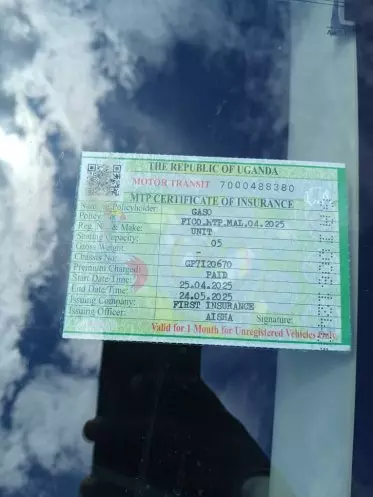 THE REPUBLIC OF UGANDA
MOTOR TRANSIT 7000488380
MTP CERTIFICATE OF INSURANCE
Name of Policyholder: GASO
Policy PICO.MTP.MAL.04.2025
Reg. No & Make: UNIT
Seating Capacity: 05
Gross Weight: -
Chassis No: GP7120670
Premium Charged: PAID
Start Date Time: 25.04.2025
End Date Time: 24.05.2025
Issuing Company: FIRST INSURANCE
Issuing Officer: AISHA Signature:
Valid for 1 Month for Unregistered Vehicles Only